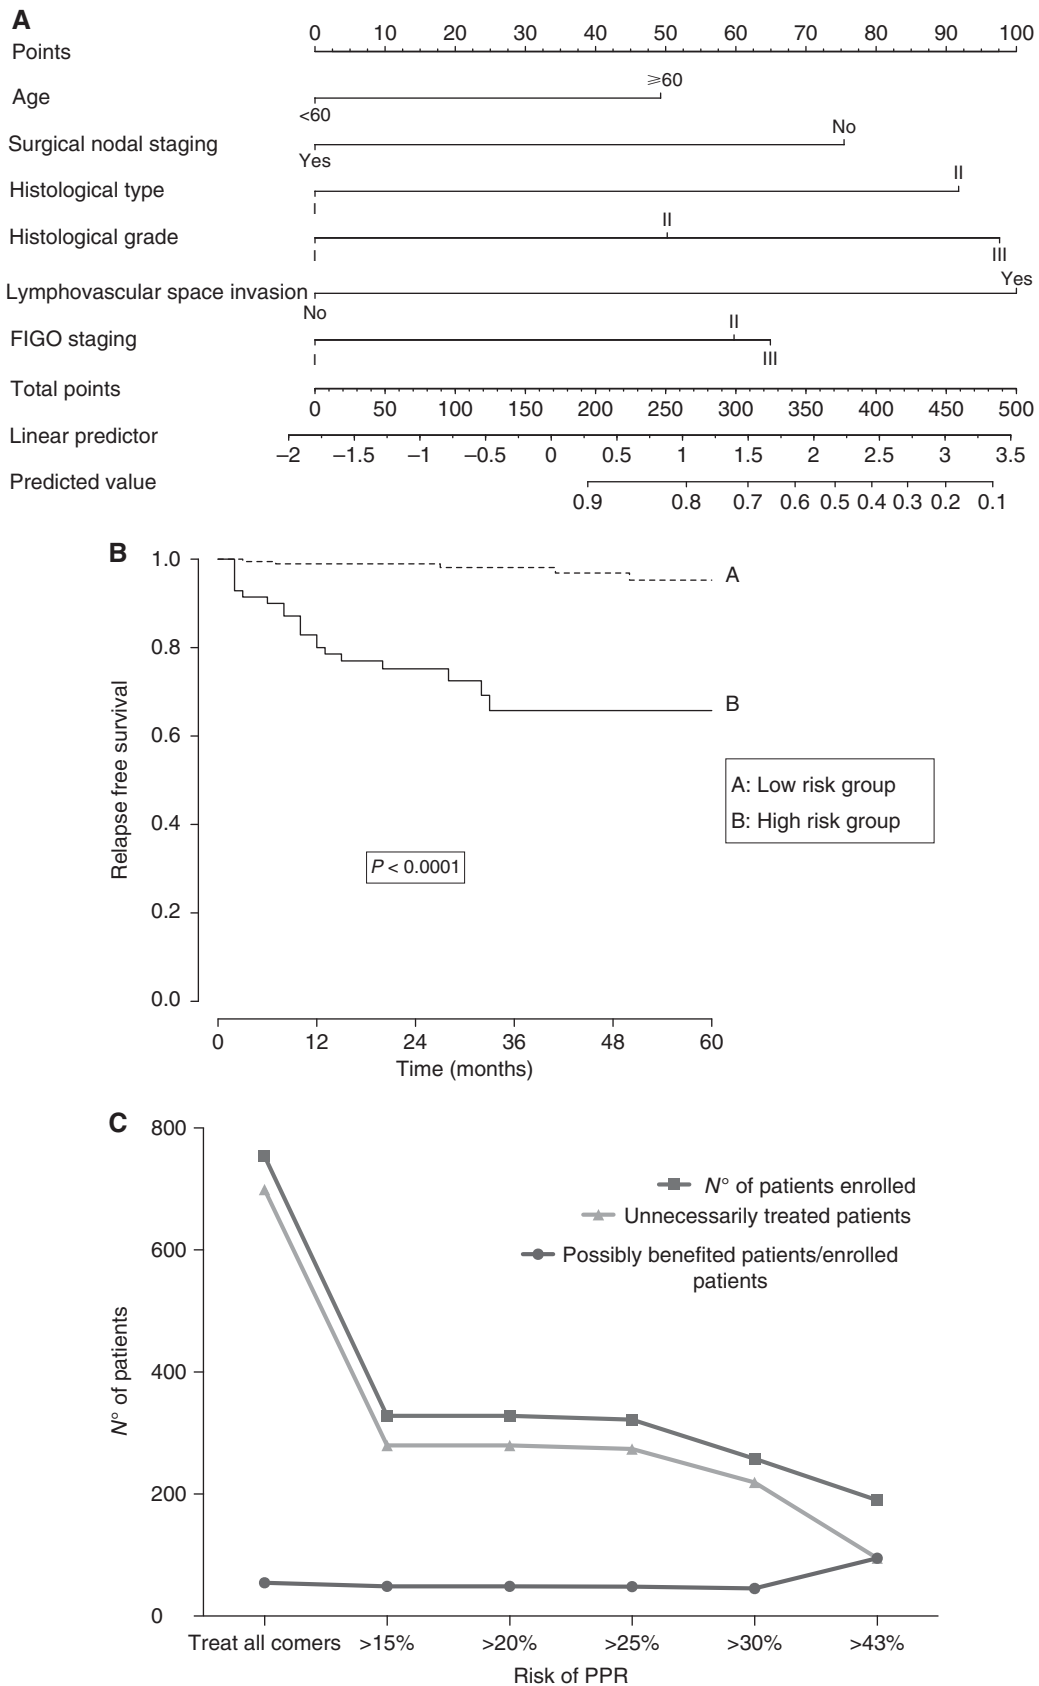 A
Points
0 10 20 30 40 50 60 70 80 90 100
Age
<60
⩾60
Surgical nodal staging
Yes
No
Histological type
I
II
Histological grade
I
II
III
Lymphovascular space invasion
No
Yes
FIGO staging
I
II
III
Total points
0 50 100 150 200 250 300 350 400 450 500
Linear predictor
–2 –1.5 –1 –0.5 0 0.5 1 1.5 2 2.5 3 3.5
Predicted value
0.9 0.8 0.7 0.6 0.5 0.4 0.3 0.2 0.1
B
Relapse free survival
1.0
0.8
0.6
0.4
0.2
0.0
A
B
A: Low risk group
B: High risk group
P < 0.0001
0 12 24 36 48 60
Time (months)
C
N° of patients
800
600
400
200
0
N° of patients enrolled
Unnecessarily treated patients
Possibly benefited patients/enrolled
patients
Treat all comers >15% >20% >25% >30% >43%
Risk of PPR